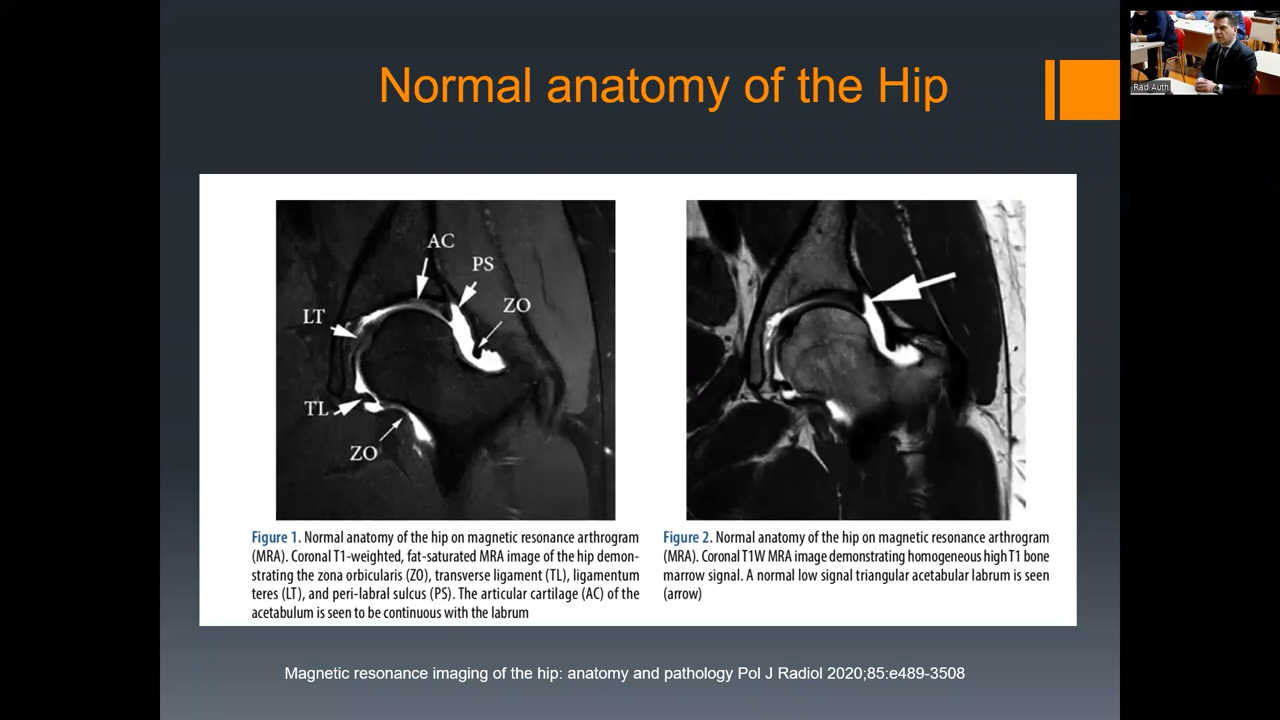 Normal anatomy of the Hip
Rad Auth
AC
PS
ZO
LT
TL
ZO
Figure 1. Normal anatomy of the hip on magnetic resonance arthrogram
(MRA). Coronal T1-weighted, fat-saturated MRA image of the hip demon-
strating the zona orbicularis (ZO), transverse ligament (TL), ligamentum
teres (LT), and peri-labral sulcus (PS). The articular cartilage (AC) of the
acetabulum is seen to be continuous with the labrum
Figure 2. Normal anatomy of the hip on magnetic resonance arthrogram
(MRA). Coronal T1W MRA image demonstrating homogeneous high T1 bone
marrow signal. A normal low signal triangular acetabular labrum is seen
(arrow)
Magnetic resonance imaging of the hip: anatomy and pathology Pol J Radiol 2020;85:e489-3508